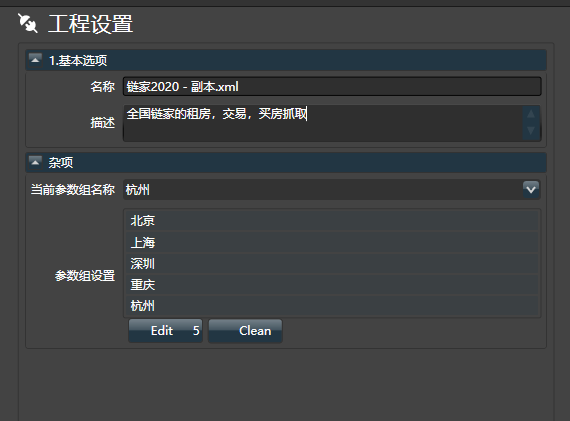 工程设置
1.基本选项
名称 链家2020 - 副本.xml
描述 全国链家的租房，交易，买房抓取
杂项
当前参数组名称 杭州
北京
上海
深圳
参数组设置
重庆
杭州
Edit 5 Clean